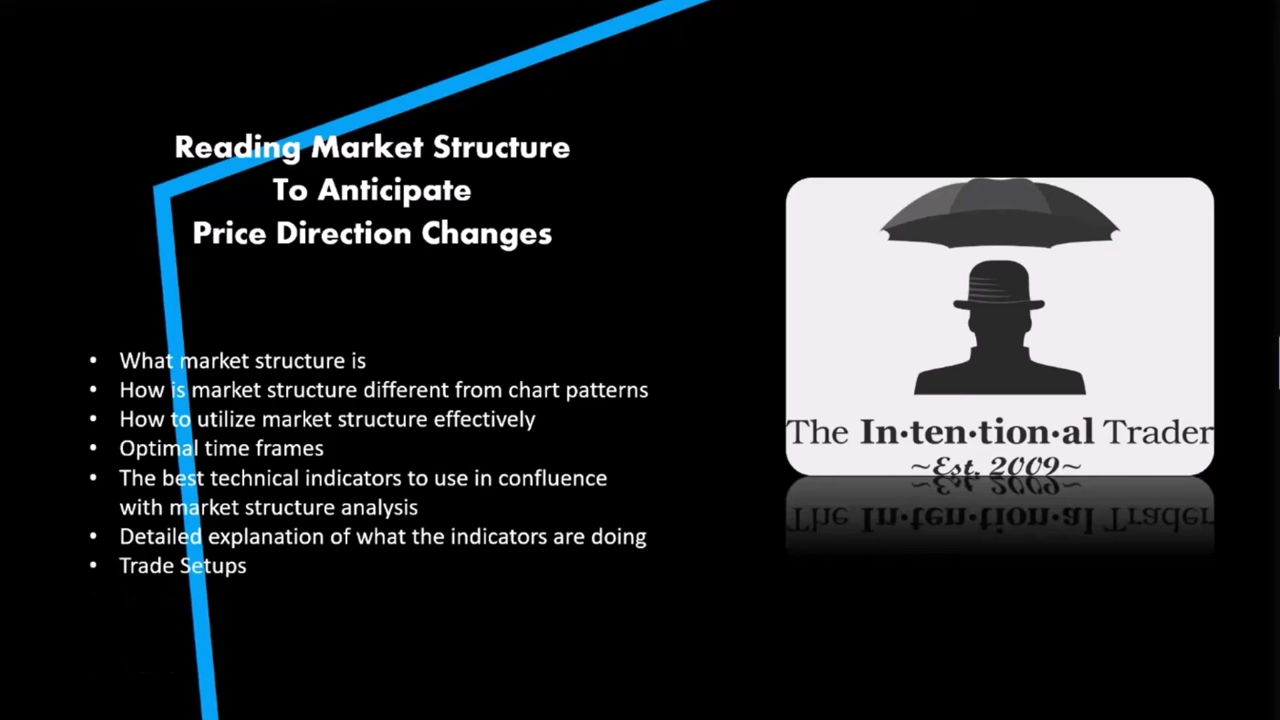 Reading Market Structure
To Anticipate
Price Direction Changes
• What market structure is
• How is market structure different from chart patterns
• How to utilize market structure effectively
• Optimal time frames
• The best technical indicators to use in confluence
with market structure analysis
• Detailed explanation of what the indicators are doing
• Trade Setups
The In·ten·tion·al Trader
~Est. 2009~